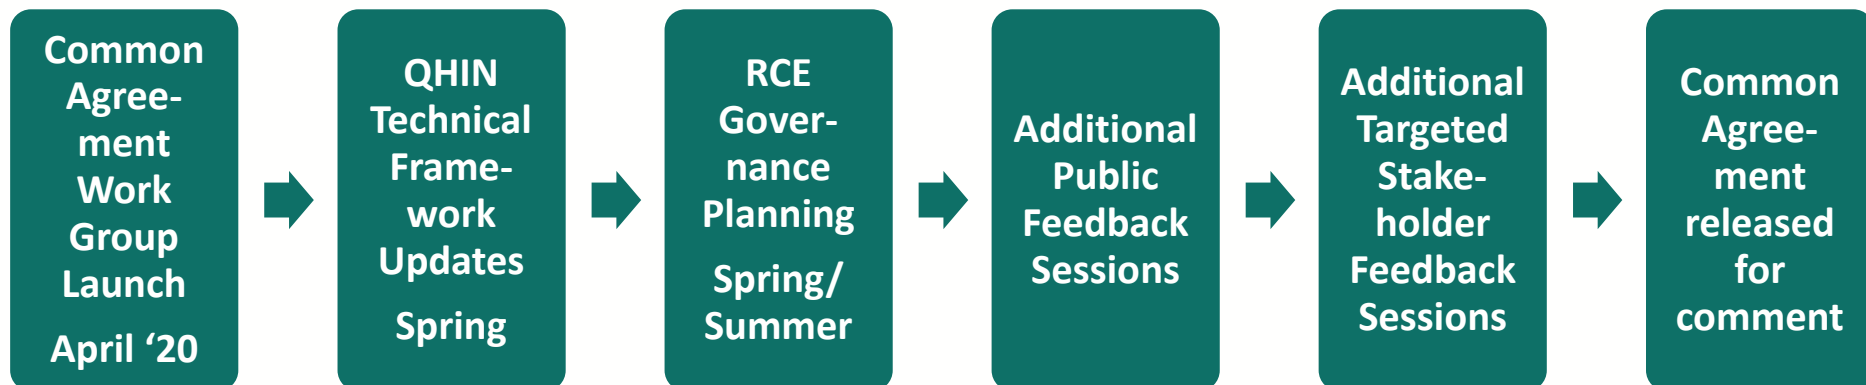 Common
Agree-
ment
Work
Group
Launch
April ‘20
QHIN
Technical
Frame-
work
Updates
Spring
RCE
Gover-
nance
Planning
Spring/
Summer
Additional
Public
Feedback
Sessions
Additional
Targeted
Stake-
holder
Feedback
Sessions
Common
Agree-
ment
released
for
comment